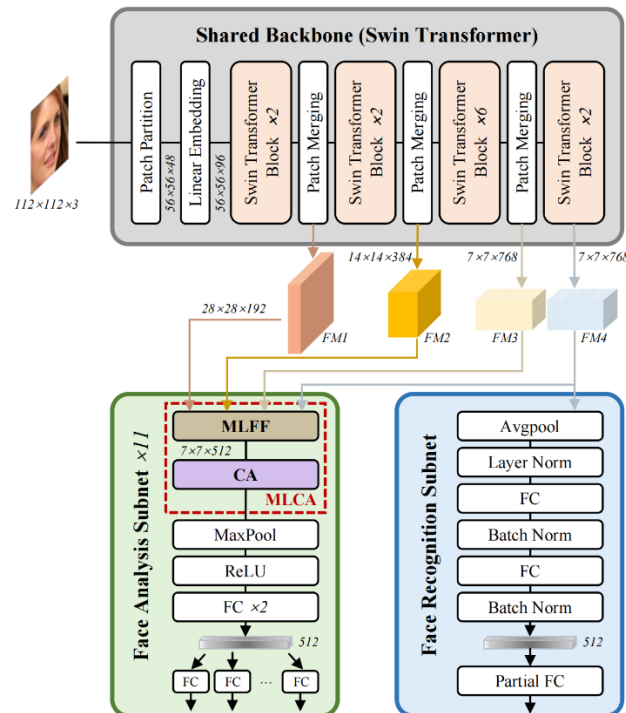 Shared Backbone (Swin Transformer)
112×112×3
Patch Partition
56×56×48
Linear Embedding
56×56×96
Swin Transformer
Block ×2
Patch Merging
Swin Transformer
Block ×2
Patch Merging
Swin Transformer
Block ×6
Patch Merging
Swin Transformer
Block ×2
28×28×192
14×14×384
7×7×768
7×7×768
FM1
FM2
FM3
FM4
Face Analysis Subnet ×11
MLFF
7×7×512
CA
MLCA
MaxPool
ReLU
FC ×2
512
FC
FC
...
FC
Face Recognition Subnet
Avgpool
Layer Norm
FC
Batch Norm
FC
Batch Norm
512
Partial FC